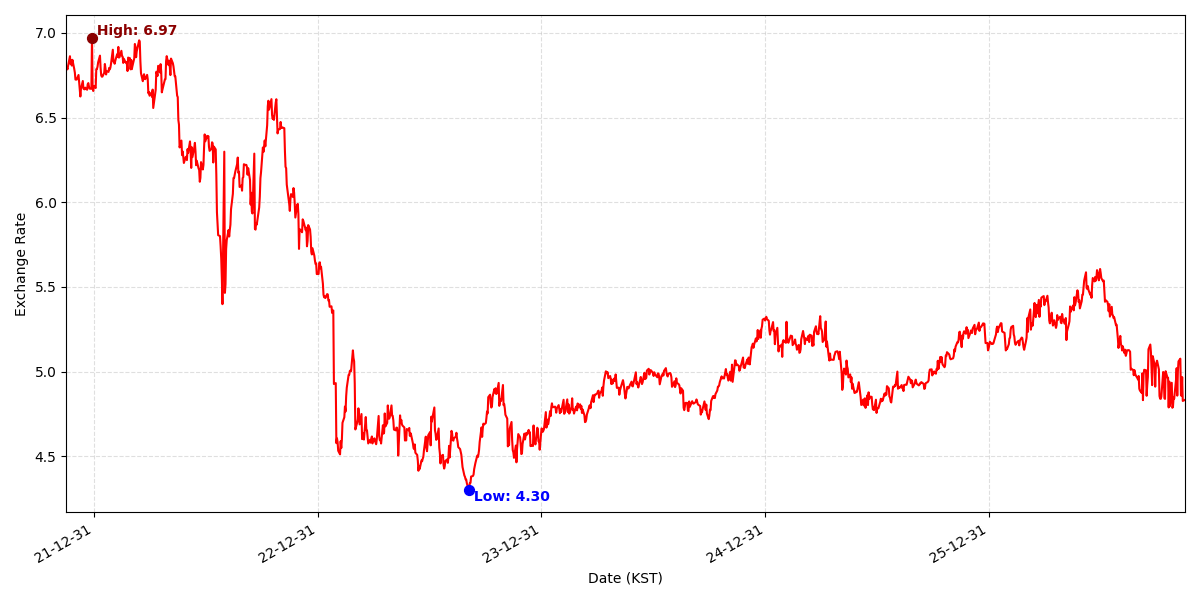 High: 6.97
7.0
6.5
6.0
5.5
5.0
4.5
Exchange Rate
Low: 4.30
21-12-31
22-12-31
23-12-31
24-12-31
25-12-31
Date (KST)